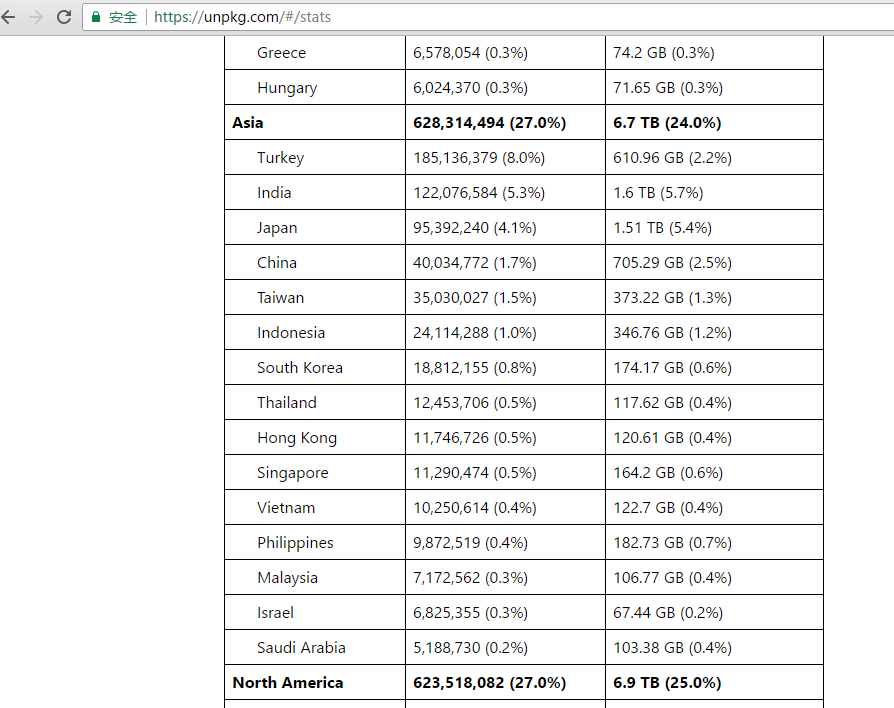 安全 https://unpkg.com/#/stats
Greece 6,578,054 (0.3%) 74.2 GB (0.3%)
Hungary 6,024,370 (0.3%) 71.65 GB (0.3%)
Asia 628,314,494 (27.0%) 6.7 TB (24.0%)
Turkey 185,136,379 (8.0%) 610.96 GB (2.2%)
India 122,076,584 (5.3%) 1.6 TB (5.7%)
Japan 95,392,240 (4.1%) 1.51 TB (5.4%)
China 40,034,772 (1.7%) 705.29 GB (2.5%)
Taiwan 35,030,027 (1.5%) 373.22 GB (1.3%)
Indonesia 24,114,288 (1.0%) 346.76 GB (1.2%)
South Korea 18,812,155 (0.8%) 174.17 GB (0.6%)
Thailand 12,453,706 (0.5%) 117.62 GB (0.4%)
Hong Kong 11,746,726 (0.5%) 120.61 GB (0.4%)
Singapore 11,290,474 (0.5%) 164.2 GB (0.6%)
Vietnam 10,250,614 (0.4%) 122.7 GB (0.4%)
Philippines 9,872,519 (0.4%) 182.73 GB (0.7%)
Malaysia 7,172,562 (0.3%) 106.77 GB (0.4%)
Israel 6,825,355 (0.3%) 67.44 GB (0.2%)
Saudi Arabia 5,188,730 (0.2%) 103.38 GB (0.4%)
North America 623,518,082 (27.0%) 6.9 TB (25.0%)